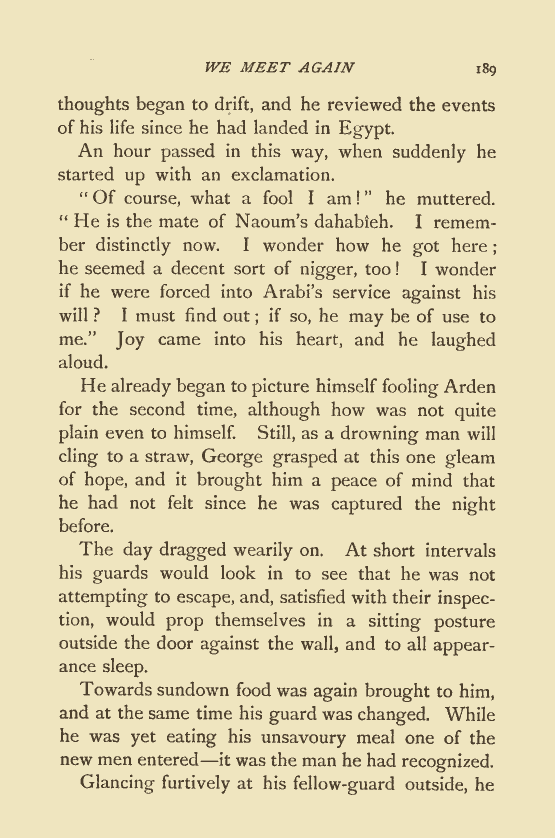 WE MEET AGAIN 189
thoughts began to drift, and he reviewed the events
of his life since he had landed in Egypt.
An hour passed in this way, when suddenly he
started up with an exclamation.
"Of course, what a fool I am!" he muttered.
"He is the mate of Naoum's dahabîeh. I remem-
ber distinctly now. I wonder how he got here;
he seemed a decent sort of nigger, too! I wonder
if he were forced into Arabi's service against his
will? I must find out; if so, he may be of use to
me." Joy came into his heart, and he laughed
aloud.
He already began to picture himself fooling Arden
for the second time, although how was not quite
plain even to himself. Still, as a drowning man will
cling to a straw, George grasped at this one gleam
of hope, and it brought him a peace of mind that
he had not felt since he was captured the night
before.
The day dragged wearily on. At short intervals
his guards would look in to see that he was not
attempting to escape, and, satisfied with their inspec-
tion, would prop themselves in a sitting posture
outside the door against the wall, and to all appear-
ance sleep.
Towards sundown food was again brought to him,
and at the same time his guard was changed. While
he was yet eating his unsavoury meal one of the
new men entered—it was the man he had recognized.
Glancing furtively at his fellow-guard outside, he